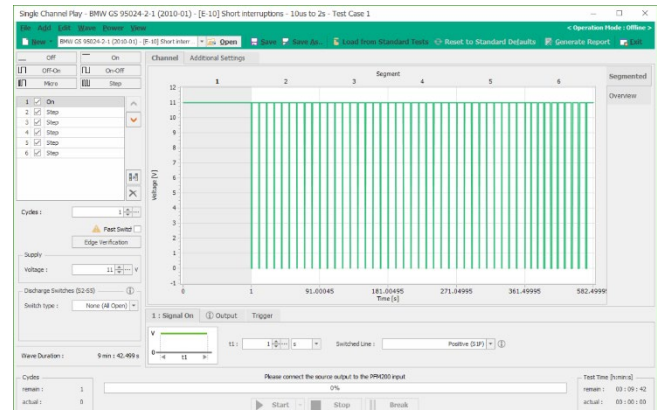 Single Channel Play - BMW GS 95024-2-1 (2010-01) - [E-10] Short interruptions - 10us to 2s - Test Case 1
File Add Edit Wave Power View < Operation Mode : Offline >
New BMW GS 95024-2-1 (2010-01) - [E-10] Short interr Open Save Save As.. Load from Standard Tests Reset to Standard Defaults Generate Report Exit
Off On
Off-On On-Off
Micro Step
1 On
2 Step
3 Step
4 Step
5 Step
6 Step
Cycles : 1
Fast Switch
Edge Verification
Supply
Voltage : 11 V
Discharge Switches (S2-S5)
Switch type : None (All Open)
Wave Duration : 9 min : 42.499 s
Channel Additional Settings
Segment
1 2 3 4 5 6
Voltage [V]
12
11
10
9
8
7
6
5
4
3
2
1
0
-1
0 1 91.00045 181.00495 271.04995 361.49995 582.49995
Time [s]
Segmented
Overview
1 : Signal On Output Trigger
V
0
t1
t1 : 1 s Switched Line : Positive (S1P)
Cycles
remain : 1
actual : 0
Please connect the source output to the PFM200 input
0%
Start Stop Break
Test Time [h:min:s]
remain : 00 : 09 : 42
actual : 00 : 00 : 00